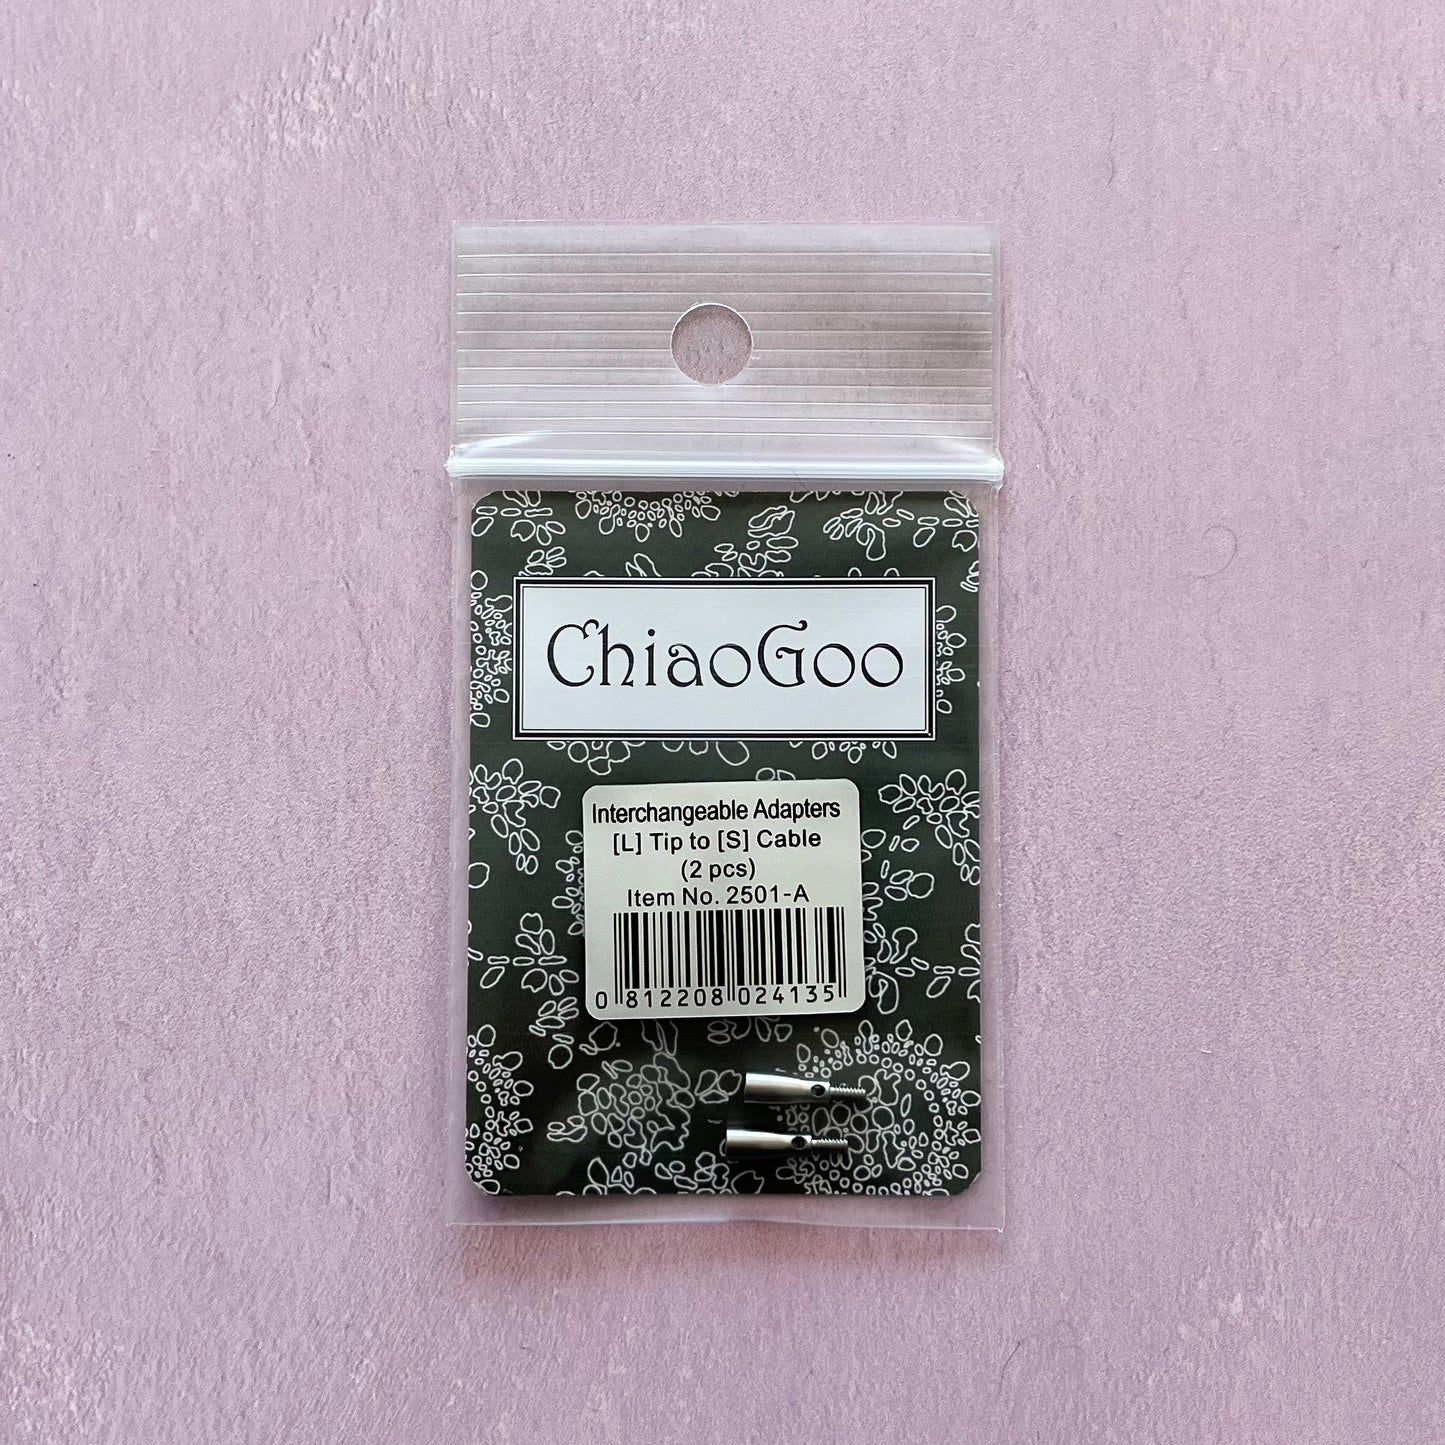 ChiaoGoo
Interchangeable Adapters
[L] Tip to [S] Cable
(2 pcs)
Item No. 2501-A
0 812208 024135